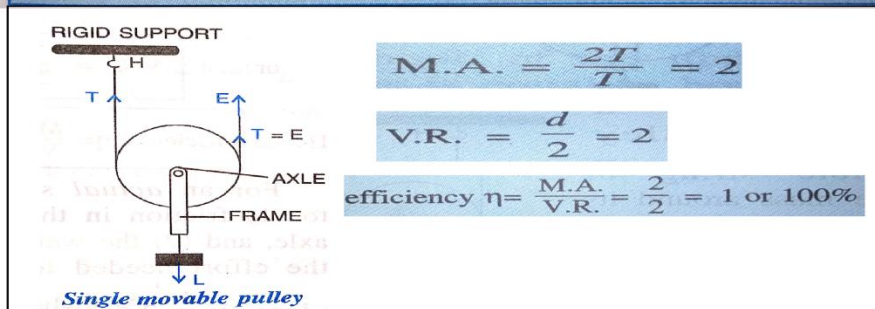 RIGID SUPPORT
H
T
E
T = E
AXLE
FRAME
L
Single movable pulley
M.A. = 2T/T = 2
V.R. = d/2 = 2
efficiency η= M.A./V.R. = 2/2 = 1 or 100%